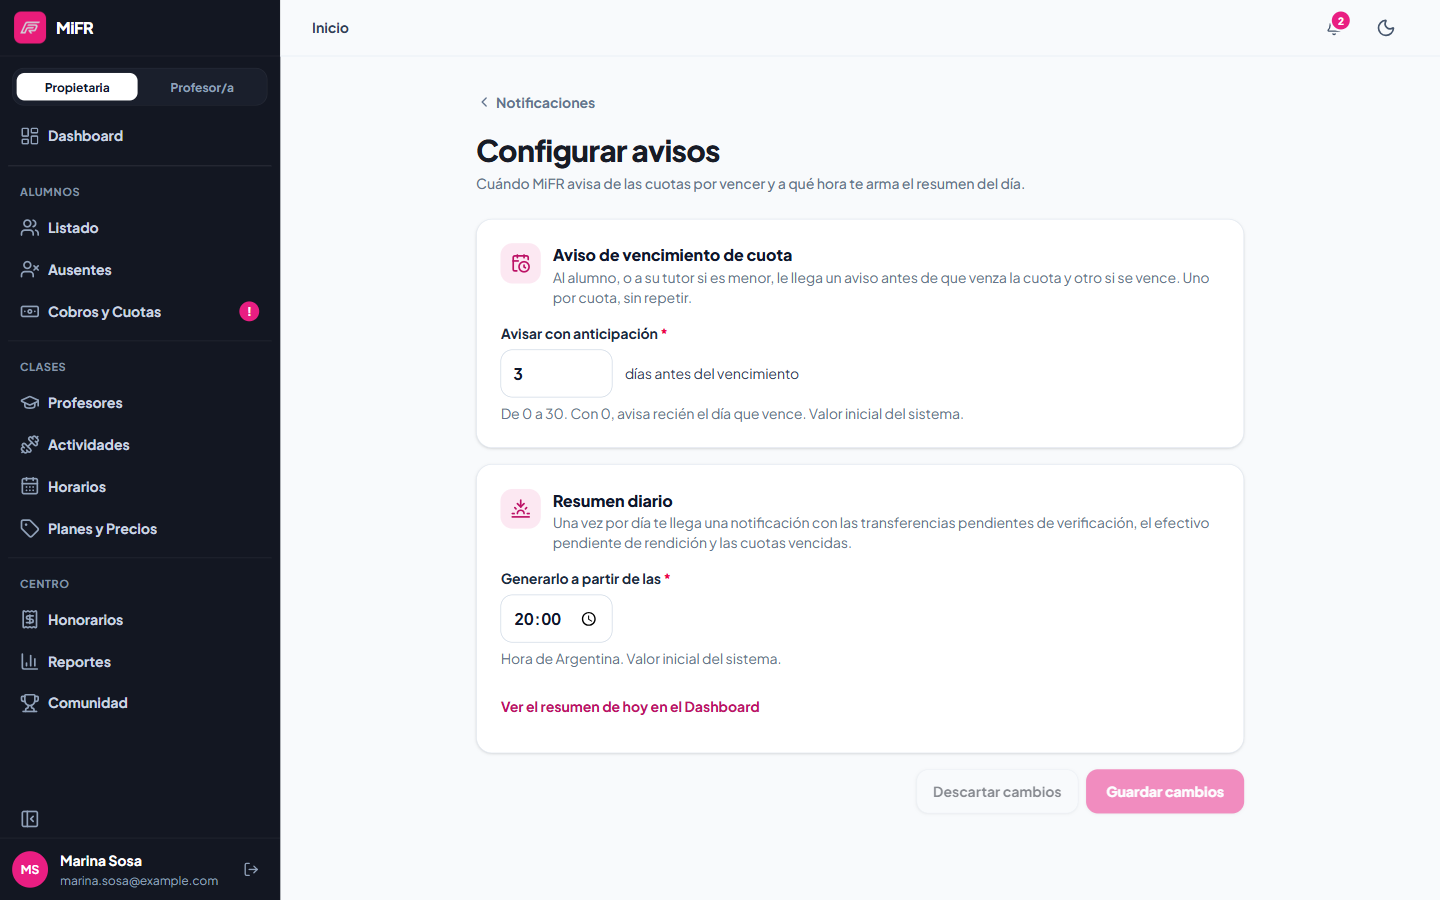 MiFR
Propietaria
Profesor/a
Dashboard
ALUMNOS
Listado
Ausentes
Cobros y Cuotas
!
CLASES
Profesores
Actividades
Horarios
Planes y Precios
CENTRO
Honorarios
Reportes
Comunidad
MS
Marina Sosa
marina.sosa@example.com
Inicio
2
Notificaciones
Configurar avisos
Cuándo MiFR avisa de las cuotas por vencer y a qué hora te arma el resumen del día.
Aviso de vencimiento de cuota
Al alumno, o a su tutor si es menor, le llega un aviso antes de que venza la cuota y otro si se vence. Uno
por cuota, sin repetir.
Avisar con anticipación *
3
días antes del vencimiento
De 0 a 30. Con 0, avisa recién el día que vence. Valor inicial del sistema.
Resumen diario
Una vez por día te llega una notificación con las transferencias pendientes de verificación, el efectivo
pendiente de rendición y las cuotas vencidas.
Generarlo a partir de las *
20:00
Hora de Argentina. Valor inicial del sistema.
Ver el resumen de hoy en el Dashboard
Descartar cambios
Guardar cambios